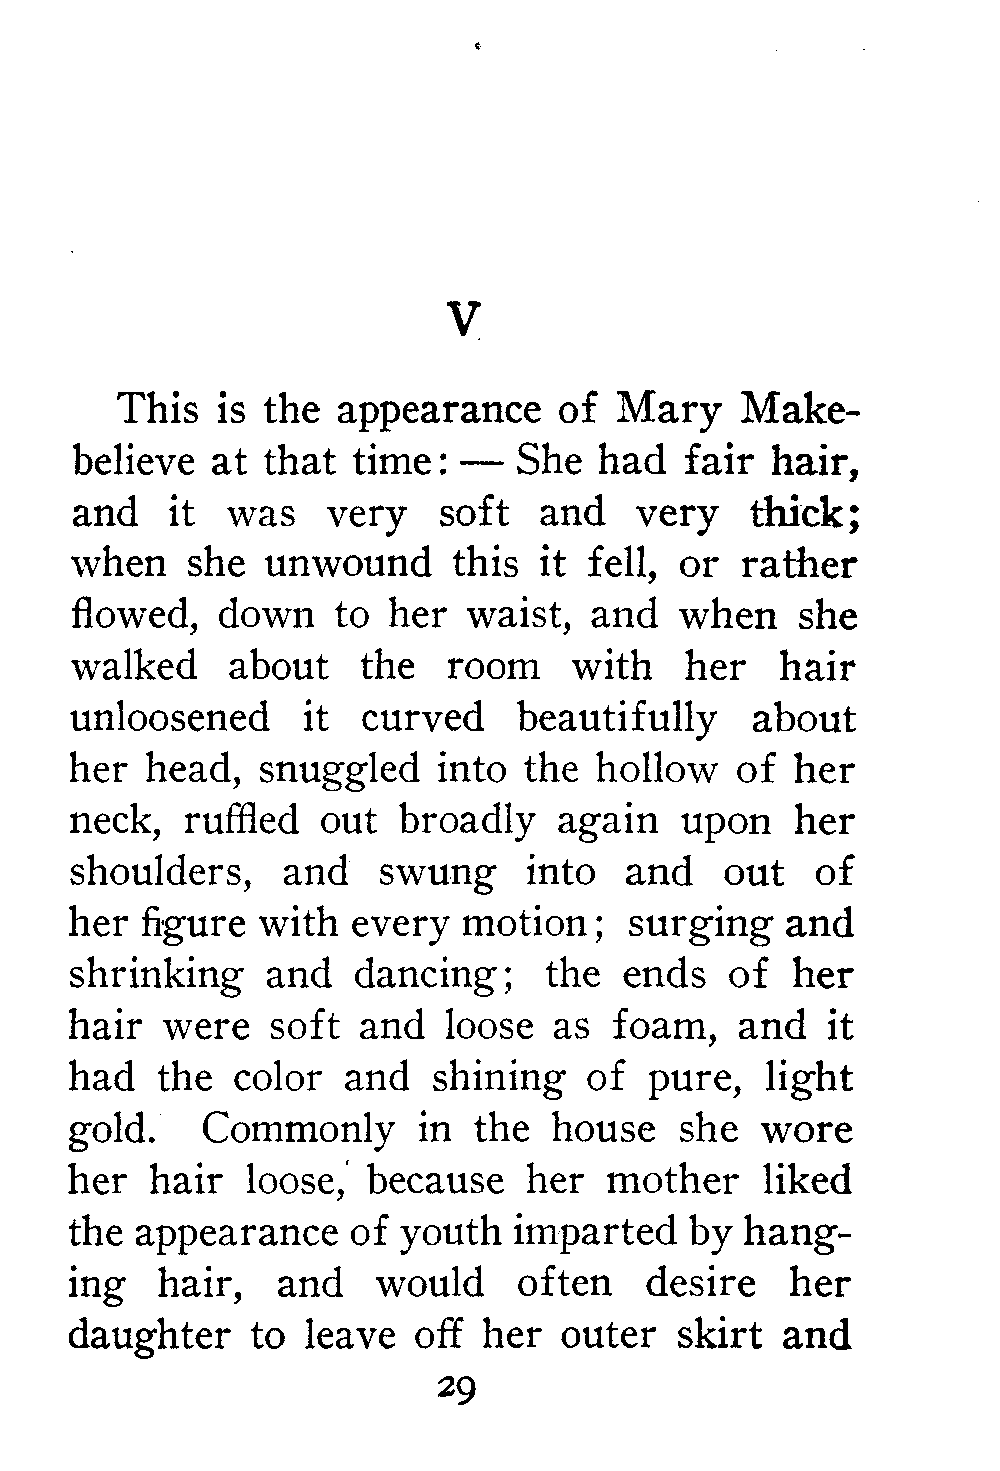 V
This is the appearance of Mary Make-
believe at that time: — She had fair hair,
and it was very soft and very thick;
when she unwound this it fell, or rather
flowed, down to her waist, and when she
walked about the room with her hair
unloosened it curved beautifully about
her head, snuggled into the hollow of her
neck, ruffled out broadly again upon her
shoulders, and swung into and out of
her figure with every motion; surging and
shrinking and dancing; the ends of her
hair were soft and loose as foam, and it
had the color and shining of pure, light
gold. Commonly in the house she wore
her hair loose, because her mother liked
the appearance of youth imparted by hang-
ing hair, and would often desire her
daughter to leave off her outer skirt and
29